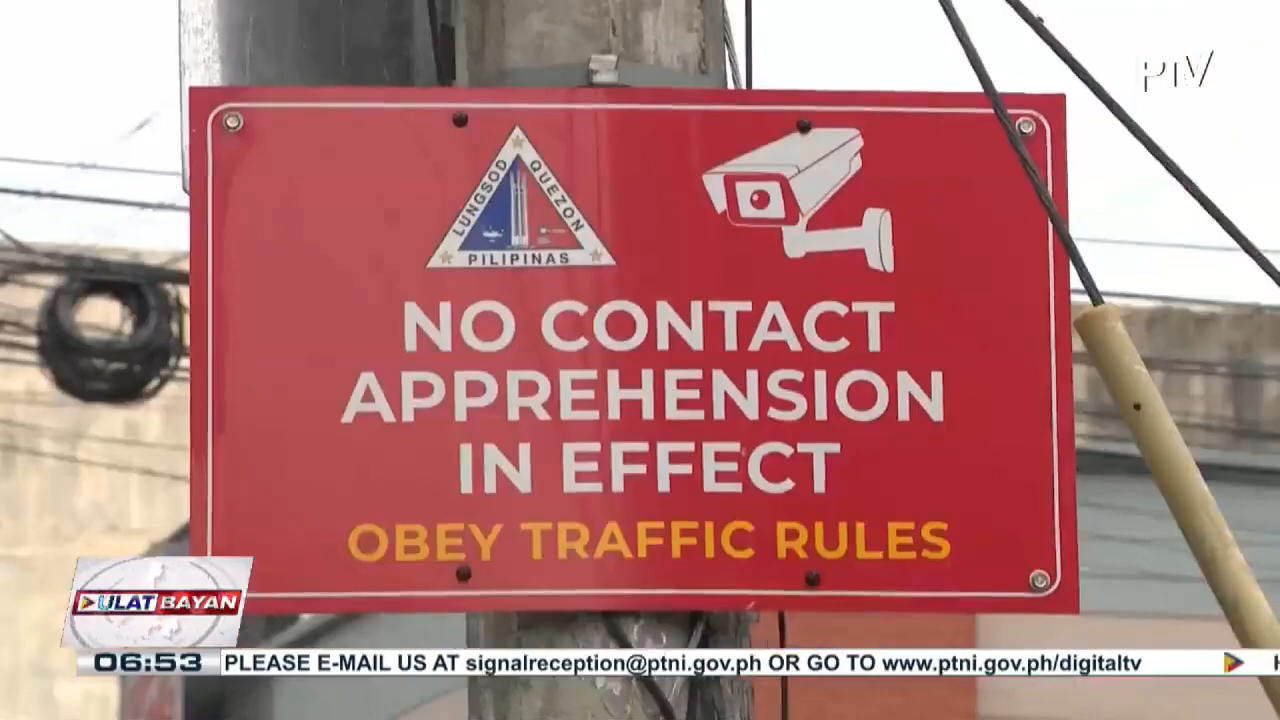 PTV
LUNGSOD QUEZON
PILIPINAS
NO CONTACT
APPREHENSION
IN EFFECT
OBEY TRAFFIC RULES
ULAT BAYAN
06:53 PLEASE E-MAIL US AT signalreception@ptni.gov.ph OR GO TO www.ptni.gov.ph/digitaltv